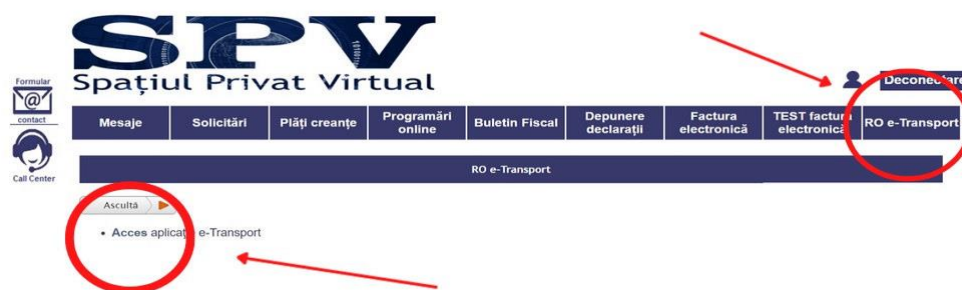 SPV
Spațiul Privat Virtual
Formular
@
contact
Call Center
Deconectare
Mesaje
Solicitări
Plăți creanțe
Programări
online
Buletin Fiscal
Depunere
declarații
Factura
electronică
TEST factura
electronică
RO e-Transport
RO e-Transport
Ascultă
• Acces aplicație e-Transport